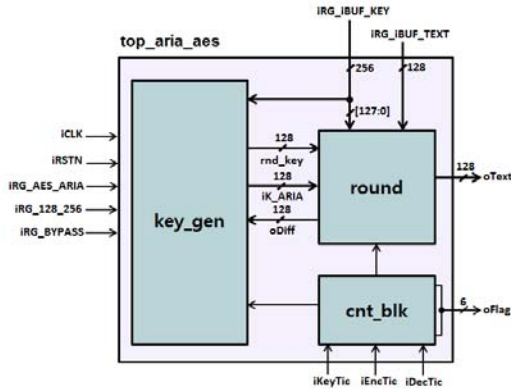 iRG_iBUF_KEY
iRG_iBUF_TEXT
top_aria_aes
256
128
[127:0]
iCLK
iRSTN
iRG_AES_ARIA
iRG_128_256
iRG_BYPASS
key_gen
128
rnd_key
128
iK_ARIA
128
oDiff
round
128
oText
cnt_blk
6
oFlag
iKeyTic
iEncTic
iDecTic